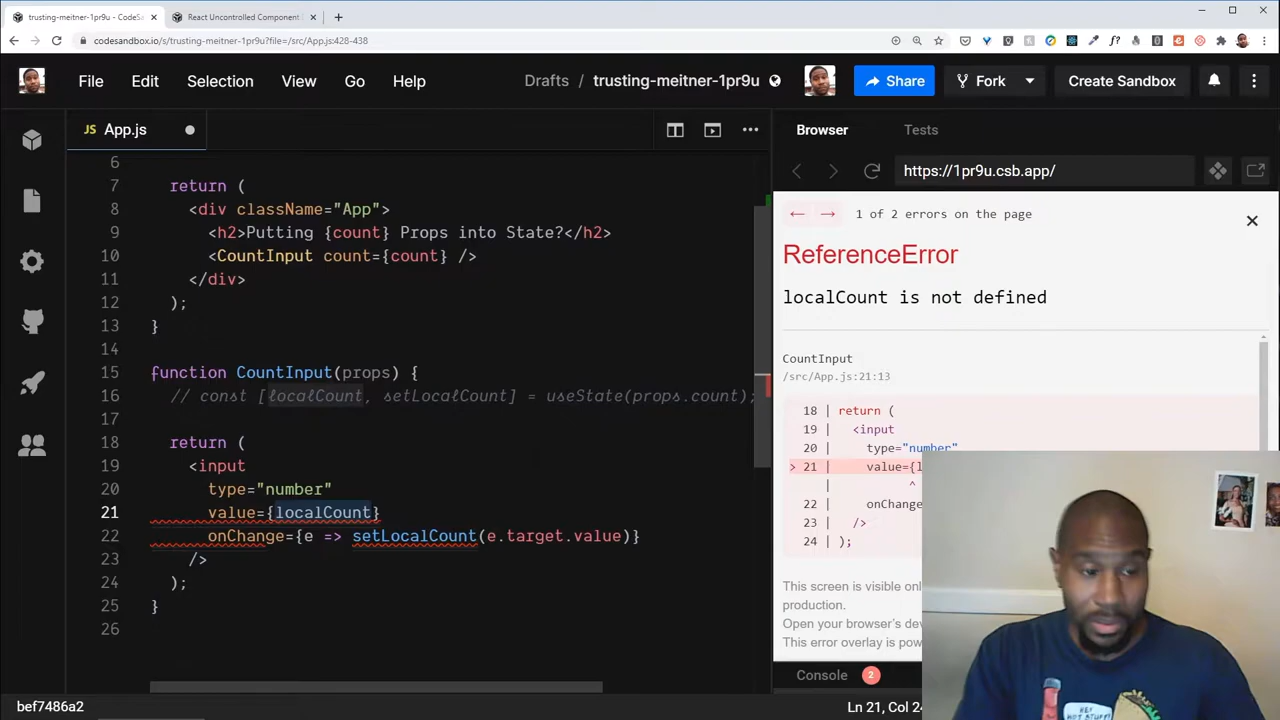 trusting-meitner-1pr9u - CodeSa
React Uncontrolled Component
codesandbox.io/s/trusting-meitner-1pr9u?file=/src/App.js:428-438
File Edit Selection View Go Help
Drafts / trusting-meitner-1pr9u
Share
Fork
Create Sandbox
JS App.js
Browser
Tests
https://1pr9u.csb.app/
6
7 return (
8 <div className="App">
9 <h2>Putting {count} Props into State?</h2>
10 <CountInput count={count} />
11 </div>
12 );
13 }
14
15 function CountInput(props) {
16 // const [localCount, setLocalCount] = useState(props.count);
17
18 return (
19 <input
20 type="number"
21 value={localCount}
22 onChange={e => setLocalCount(e.target.value)}
23 />
24 );
25 }
26
1 of 2 errors on the page
ReferenceError
localCount is not defined
CountInput
/src/App.js:21:13
18 | return (
19 | <input
20 | type="number"
> 21 | value={l
| ^
22 | onChang
23 | />
24 | );
This screen is visible onl
production.
Open your browser's dev
This error overlay is pow
Console 2
bef7486a2
Ln 21, Col 24
HEY
HOT STUFF!